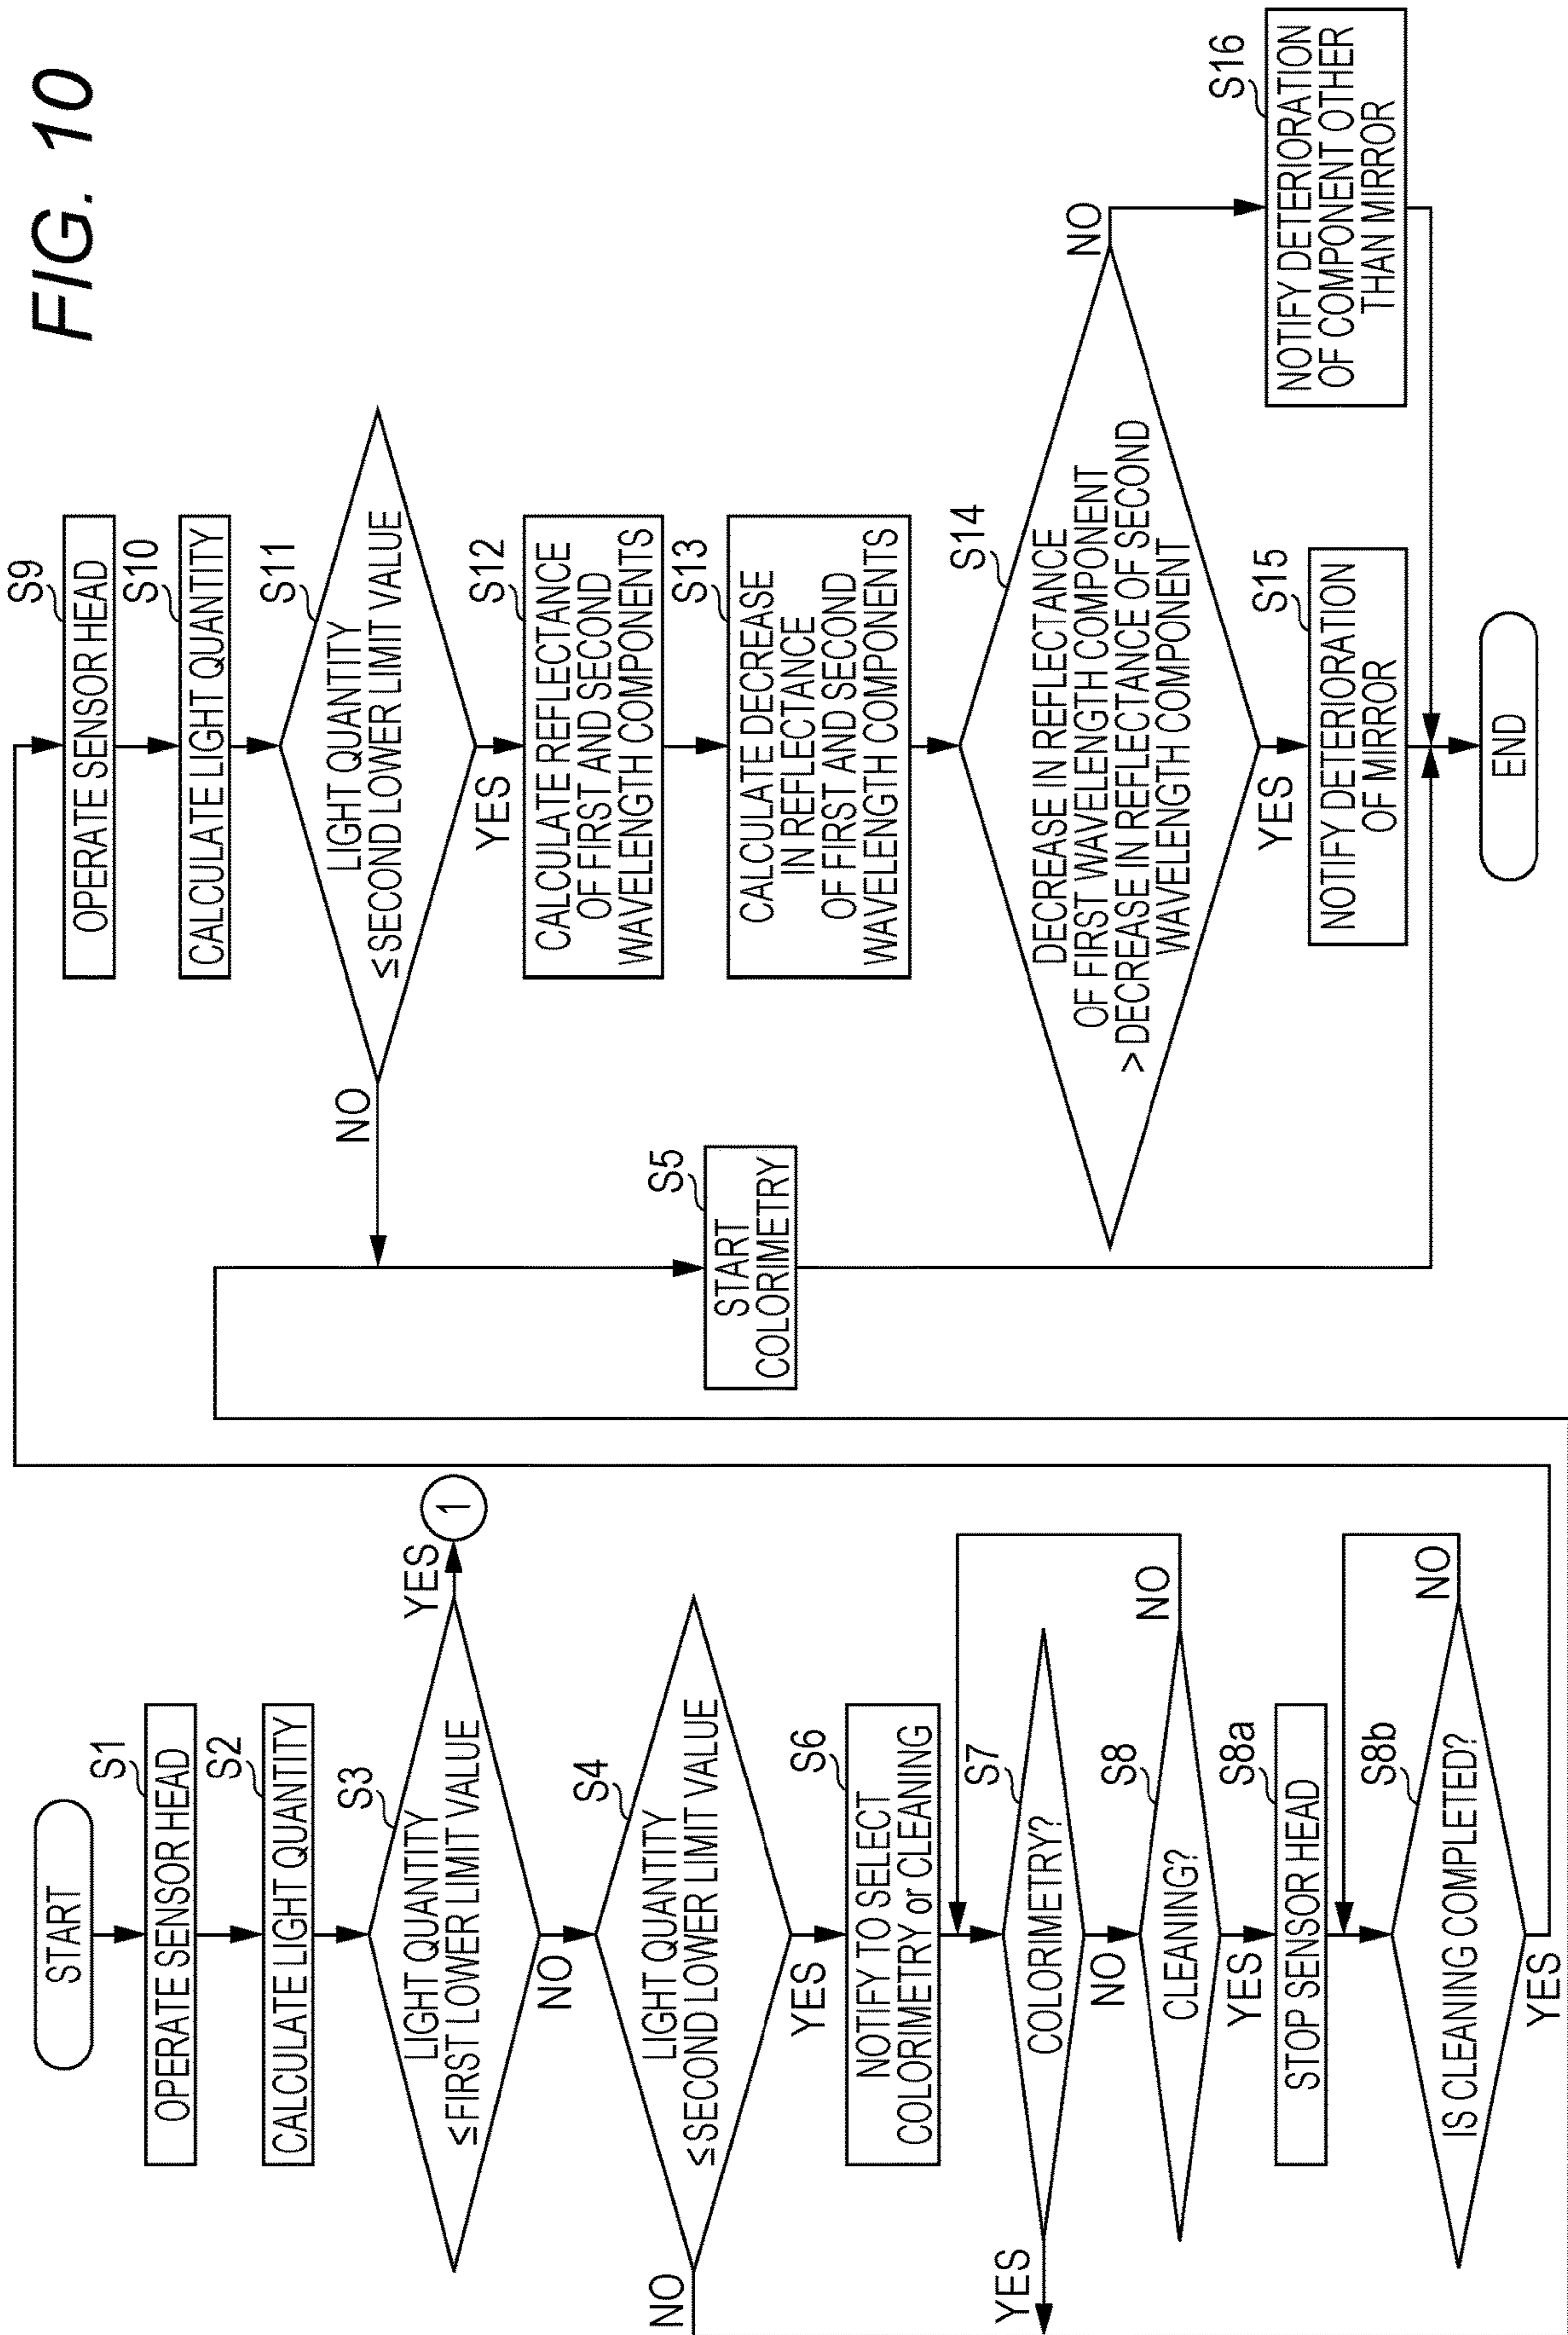 FIG. 10
START
S1
OPERATE SENSOR HEAD
S2
CALCULATE LIGHT QUANTITY
S3
LIGHT QUANTITY
≤FIRST LOWER LIMIT VALUE
YES
1
NO
S4
LIGHT QUANTITY
≤SECOND LOWER LIMIT VALUE
NO
YES
S6
NOTIFY TO SELECT
COLORIMETRY or CLEANING
S7
COLORIMETRY?
YES
NO
S8
CLEANING?
NO
YES
S8a
STOP SENSOR HEAD
S8b
IS CLEANING COMPLETED?
NO
YES
S9
OPERATE SENSOR HEAD
S10
CALCULATE LIGHT QUANTITY
S11
LIGHT QUANTITY
≤SECOND LOWER LIMIT VALUE
NO
YES
S5
START
COLORIMETRY
S12
CALCULATE REFLECTANCE
OF FIRST AND SECOND
WAVELENGTH COMPONENTS
S13
CALCULATE DECREASE
IN REFLECTANCE
OF FIRST AND SECOND
WAVELENGTH COMPONENTS
S14
DECREASE IN REFLECTANCE
OF FIRST WAVELENGTH COMPONENT
> DECREASE IN REFLECTANCE OF SECOND
WAVELENGTH COMPONENT
NO
YES
S15
NOTIFY DETERIORATION
OF MIRROR
S16
NOTIFY DETERIORATION
OF COMPONENT OTHER
THAN MIRROR
END